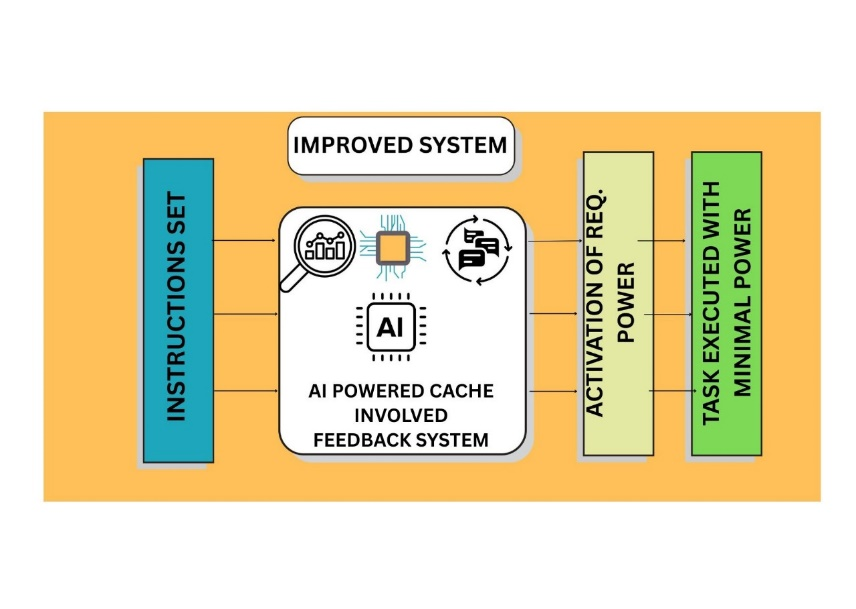 IMPROVED SYSTEM
INSTRUCTIONS SET
AI
AI POWERED CACHE
INVOLVED
FEEDBACK SYSTEM
ACTIVATION OF REQ.
POWER
TASK EXECUTED WITH
MINIMAL POWER